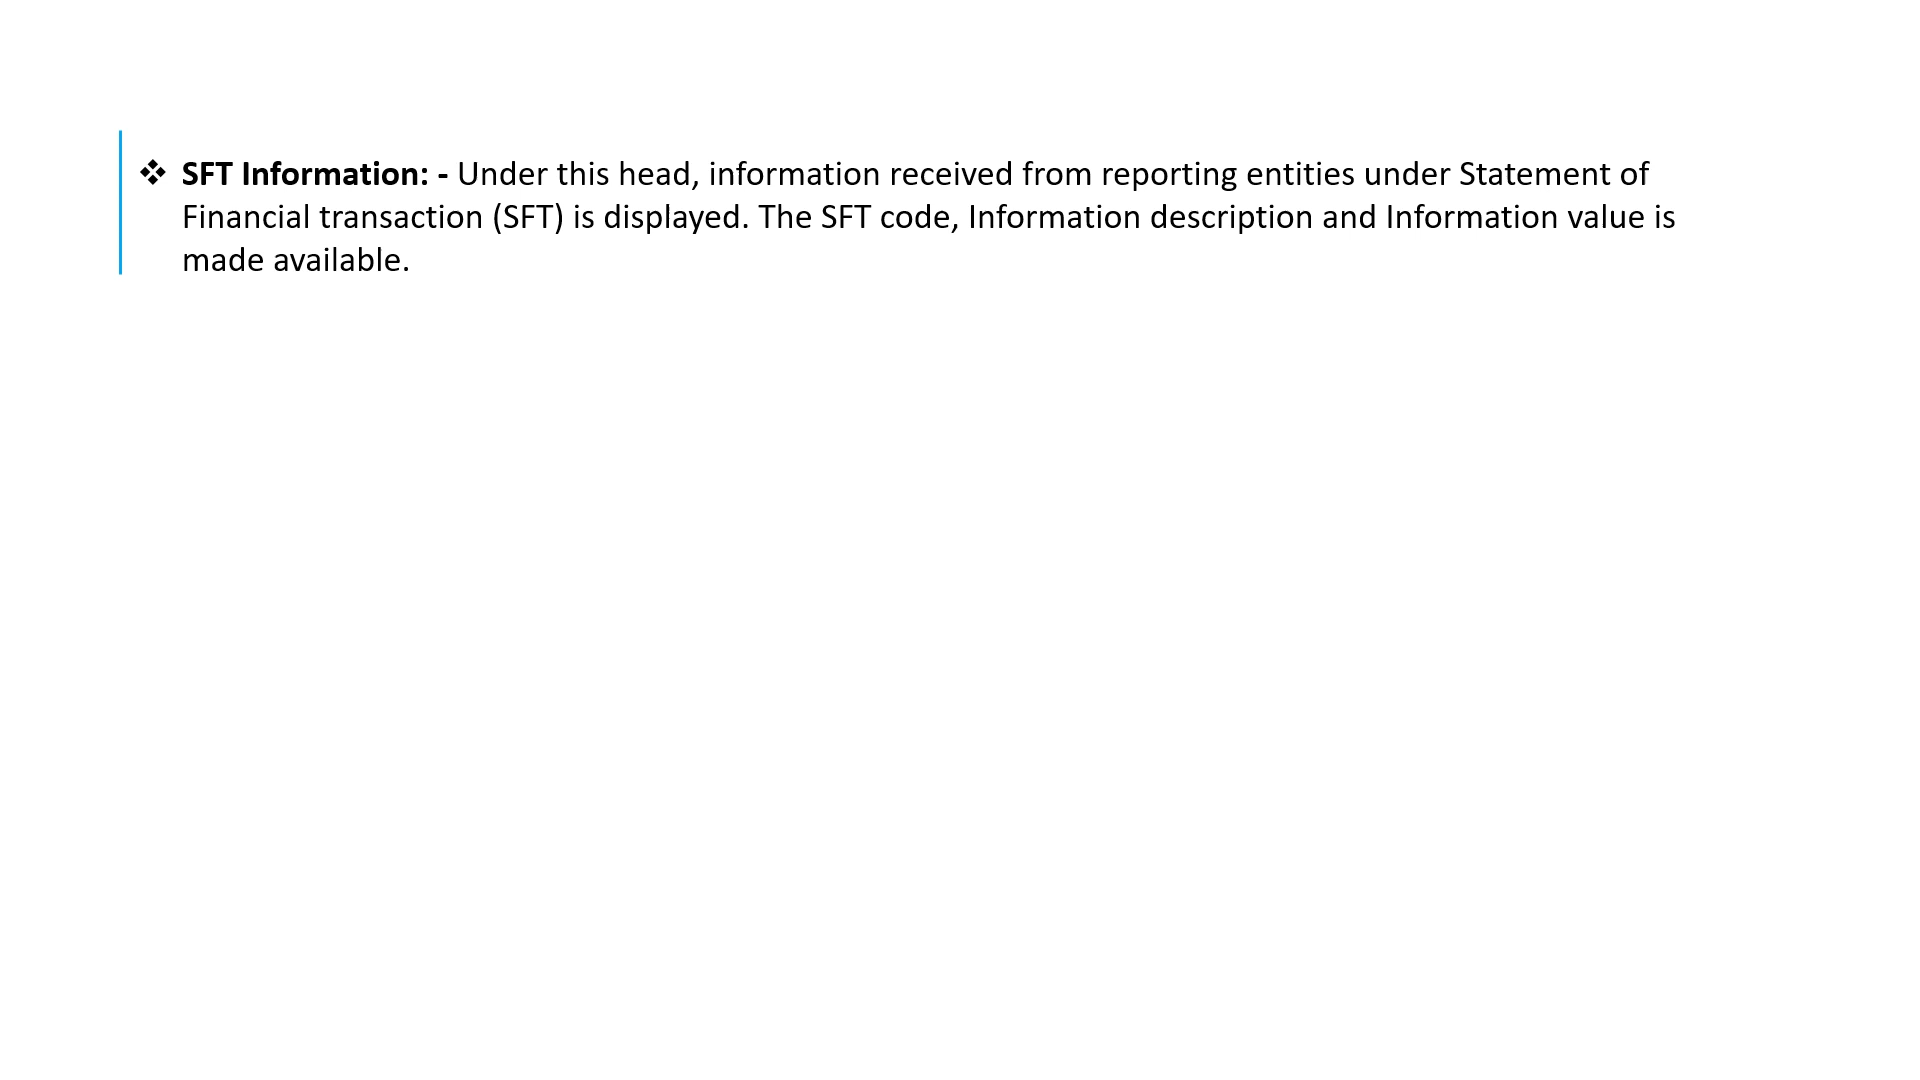 ❖ SFT Information: - Under this head, information received from reporting entities under Statement of
Financial transaction (SFT) is displayed. The SFT code, Information description and Information value is
made available.